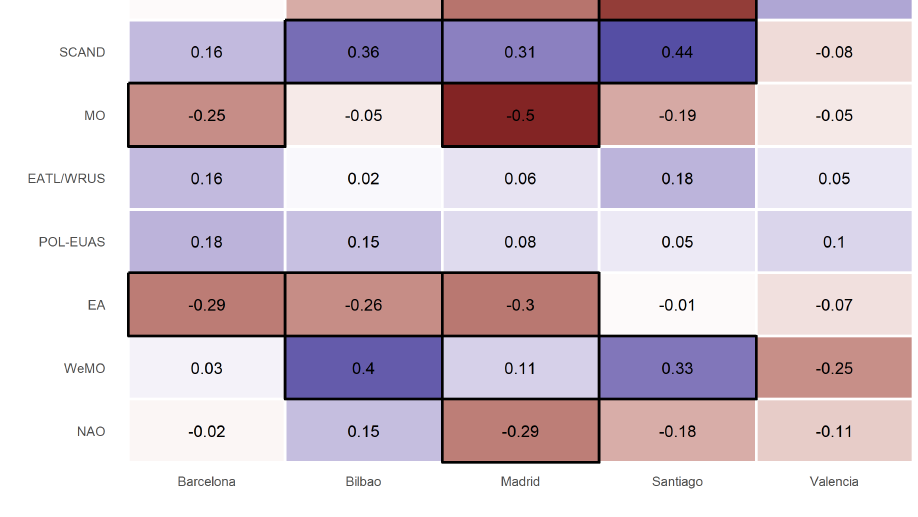 SCAND 0.16 0.36 0.31 0.44 -0.08
MO -0.25 -0.05 -0.5 -0.19 -0.05
EATL/WRUS 0.16 0.02 0.06 0.18 0.05
POL-EUAS 0.18 0.15 0.08 0.05 0.1
EA -0.29 -0.26 -0.3 -0.01 -0.07
WeMO 0.03 0.4 0.11 0.33 -0.25
NAO -0.02 0.15 -0.29 -0.18 -0.11
Barcelona Bilbao Madrid Santiago Valencia